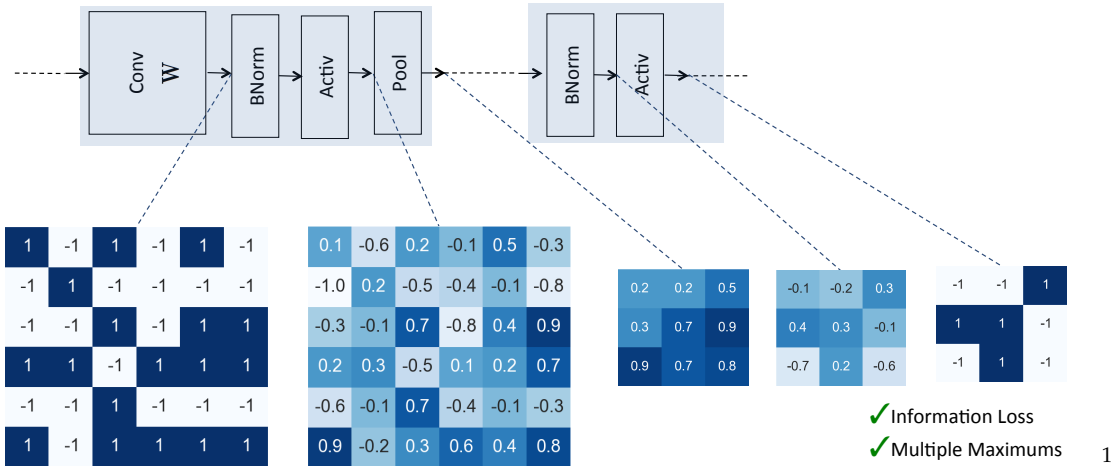 Conv W BNorm Activ Pool BNorm Activ
1 -1 1 -1 1 -1
-1 1 -1 -1 -1 -1
-1 -1 1 -1 1 1
1 1 -1 1 1 1
-1 -1 1 -1 -1 -1
1 -1 1 1 1 1
0.1 -0.6 0.2 -0.1 0.5 -0.3
-1.0 0.2 -0.5 -0.4 -0.1 -0.8
-0.3 -0.1 0.7 -0.8 0.4 0.9
0.2 0.3 -0.5 0.1 0.2 0.7
-0.6 -0.1 0.7 -0.4 -0.1 -0.3
0.9 -0.2 0.3 0.6 0.4 0.8
0.2 0.2 0.5
0.3 0.7 0.9
0.9 0.7 0.8
-0.1 -0.2 0.3
0.4 0.3 -0.1
-0.7 0.2 -0.6
-1 -1 1
1 1 -1
-1 1 -1
✓ Information Loss
✓ Multiple Maximums
1